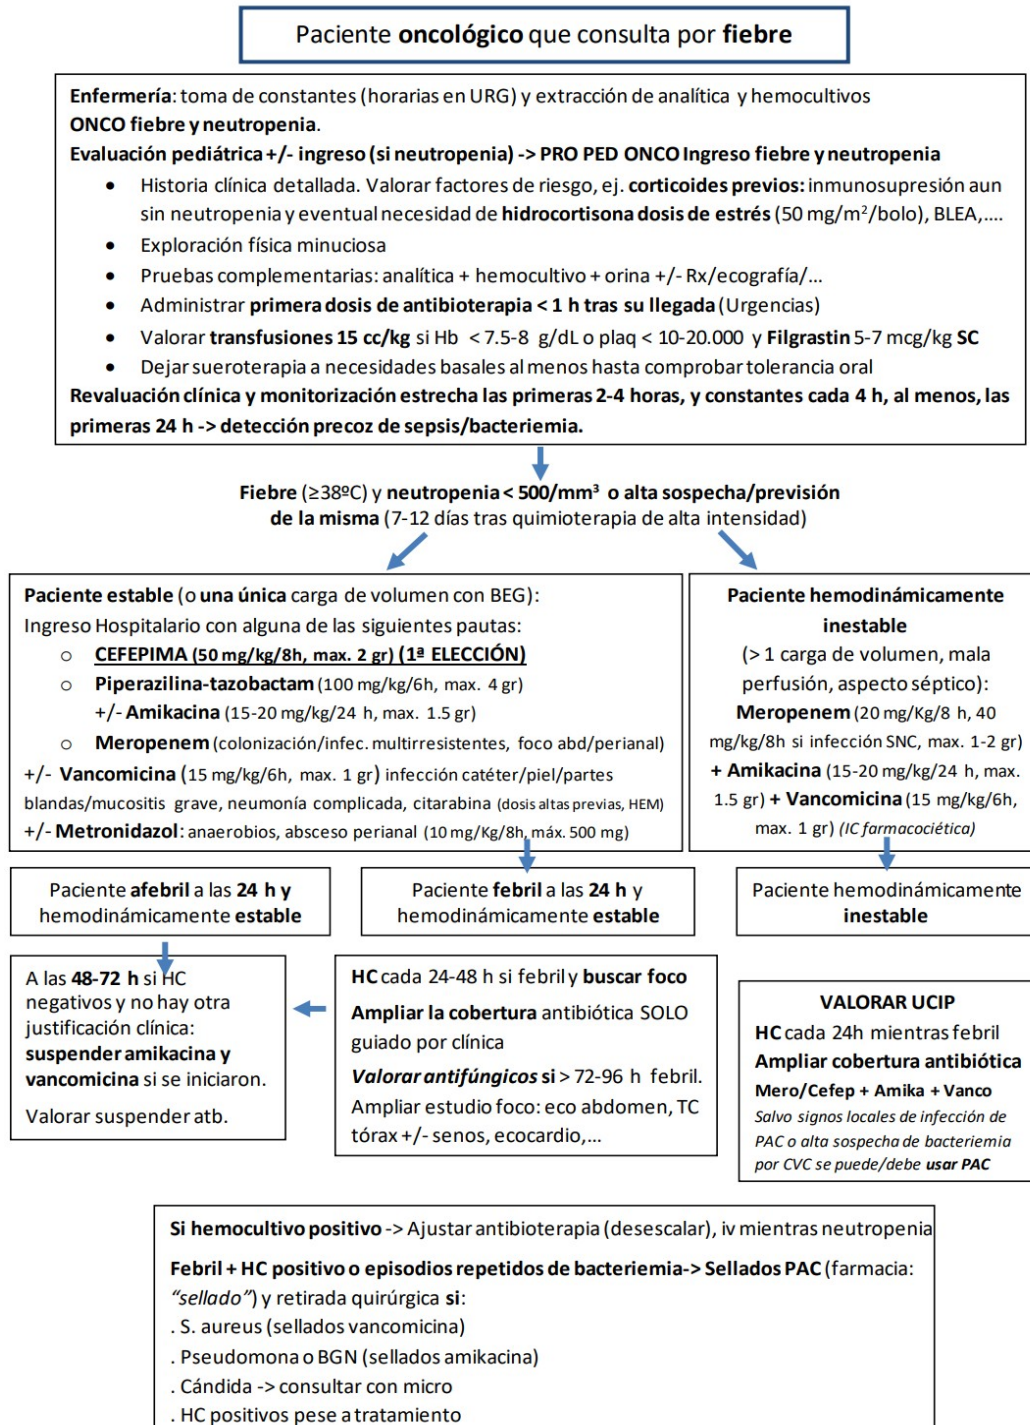 Paciente oncológico que consulta por fiebre
Enfermería: toma de constantes (horarias en URG) y extracción de analítica y hemocultivos
ONCO fiebre y neutropenia.
Evaluación pediátrica +/- ingreso (si neutropenia) -> PRO PED ONCO Ingreso fiebre y neutropenia
• Historia clínica detallada. Valorar factores de riesgo, ej. corticoides previos: inmunosupresión aun
sin neutropenia y eventual necesidad de hidrocortisona dosis de estrés (50 mg/m²/bolo), BLEA,....
• Exploración física minuciosa
• Pruebas complementarias: analítica + hemocultivo + orina +/- Rx/ecografía/...
• Administrar primera dosis de antibioterapia < 1 h tras su llegada (Urgencias)
• Valorar transfusiones 15 cc/kg si Hb < 7.5-8 g/dL o plaq < 10-20.000 y Filgrastin 5-7 mcg/kg SC
• Dejar sueroterapia a necesidades basales al menos hasta comprobar tolerancia oral
Revaluación clínica y monitorización estrecha las primeras 2-4 horas, y constantes cada 4 h, al menos, las
primeras 24 h -> detección precoz de sepsis/bacteriemia.
Fiebre (≥38ºC) y neutropenia < 500/mm³ o alta sospecha/previsión
de la misma (7-12 días tras quimioterapia de alta intensidad)
Paciente estable (o una única carga de volumen con BEG):
Ingreso Hospitalario con alguna de las siguientes pautas:
o CEFEPIMA (50 mg/kg/8h, max. 2 gr) (1ª ELECCIÓN)
o Piperazilina-tazobactam (100 mg/kg/6h, max. 4 gr)
+/- Amikacina (15-20 mg/kg/24 h, max. 1.5 gr)
o Meropenem (colonización/infec. multirresistentes, foco abd/perianal)
+/- Vancomicina (15 mg/kg/6h, max. 1 gr) infección catéter/piel/partes
blandas/mucositis grave, neumonía complicada, citarabina (dosis altas previas, HEM)
+/- Metronidazol: anaerobios, absceso perianal (10 mg/Kg/8h, máx. 500 mg)
Paciente hemodinámicamente
inestable
(> 1 carga de volumen, mala
perfusión, aspecto séptico):
Meropenem (20 mg/Kg/8 h, 40
mg/kg/8h si infección SNC, max. 1-2 gr)
+ Amikacina (15-20 mg/kg/24 h, max.
1.5 gr) + Vancomicina (15 mg/kg/6h,
max. 1 gr) (IC farmacociética)
Paciente afebril a las 24 h y
hemodinámicamente estable
Paciente febril a las 24 h y
hemodinámicamente estable
Paciente hemodinámicamente
inestable
A las 48-72 h si HC
negativos y no hay otra
justificación clínica:
suspender amikacina y
vancomicina si se iniciaron.
Valorar suspender atb.
HC cada 24-48 h si febril y buscar foco
Ampliar la cobertura antibiótica SOLO
guiado por clínica
Valorar antifúngicos si > 72-96 h febril.
Ampliar estudio foco: eco abdomen, TC
tórax +/- senos, ecocardio,...
VALORAR UCIP
HC cada 24h mientras febril
Ampliar cobertura antibiótica
Mero/Cefep + Amika + Vanco
Salvo signos locales de infección de
PAC o alta sospecha de bacteriemia
por CVC se puede/debe usar PAC
Si hemocultivo positivo -> Ajustar antibioterapia (desescalar), iv mientras neutropenia
Febril + HC positivo o episodios repetidos de bacteriemia-> Sellados PAC (farmacia:
"sellado") y retirada quirúrgica si:
. S. aureus (sellados vancomicina)
. Pseudomona o BGN (sellados amikacina)
. Cándida -> consultar con micro
. HC positivos pese a tratamiento